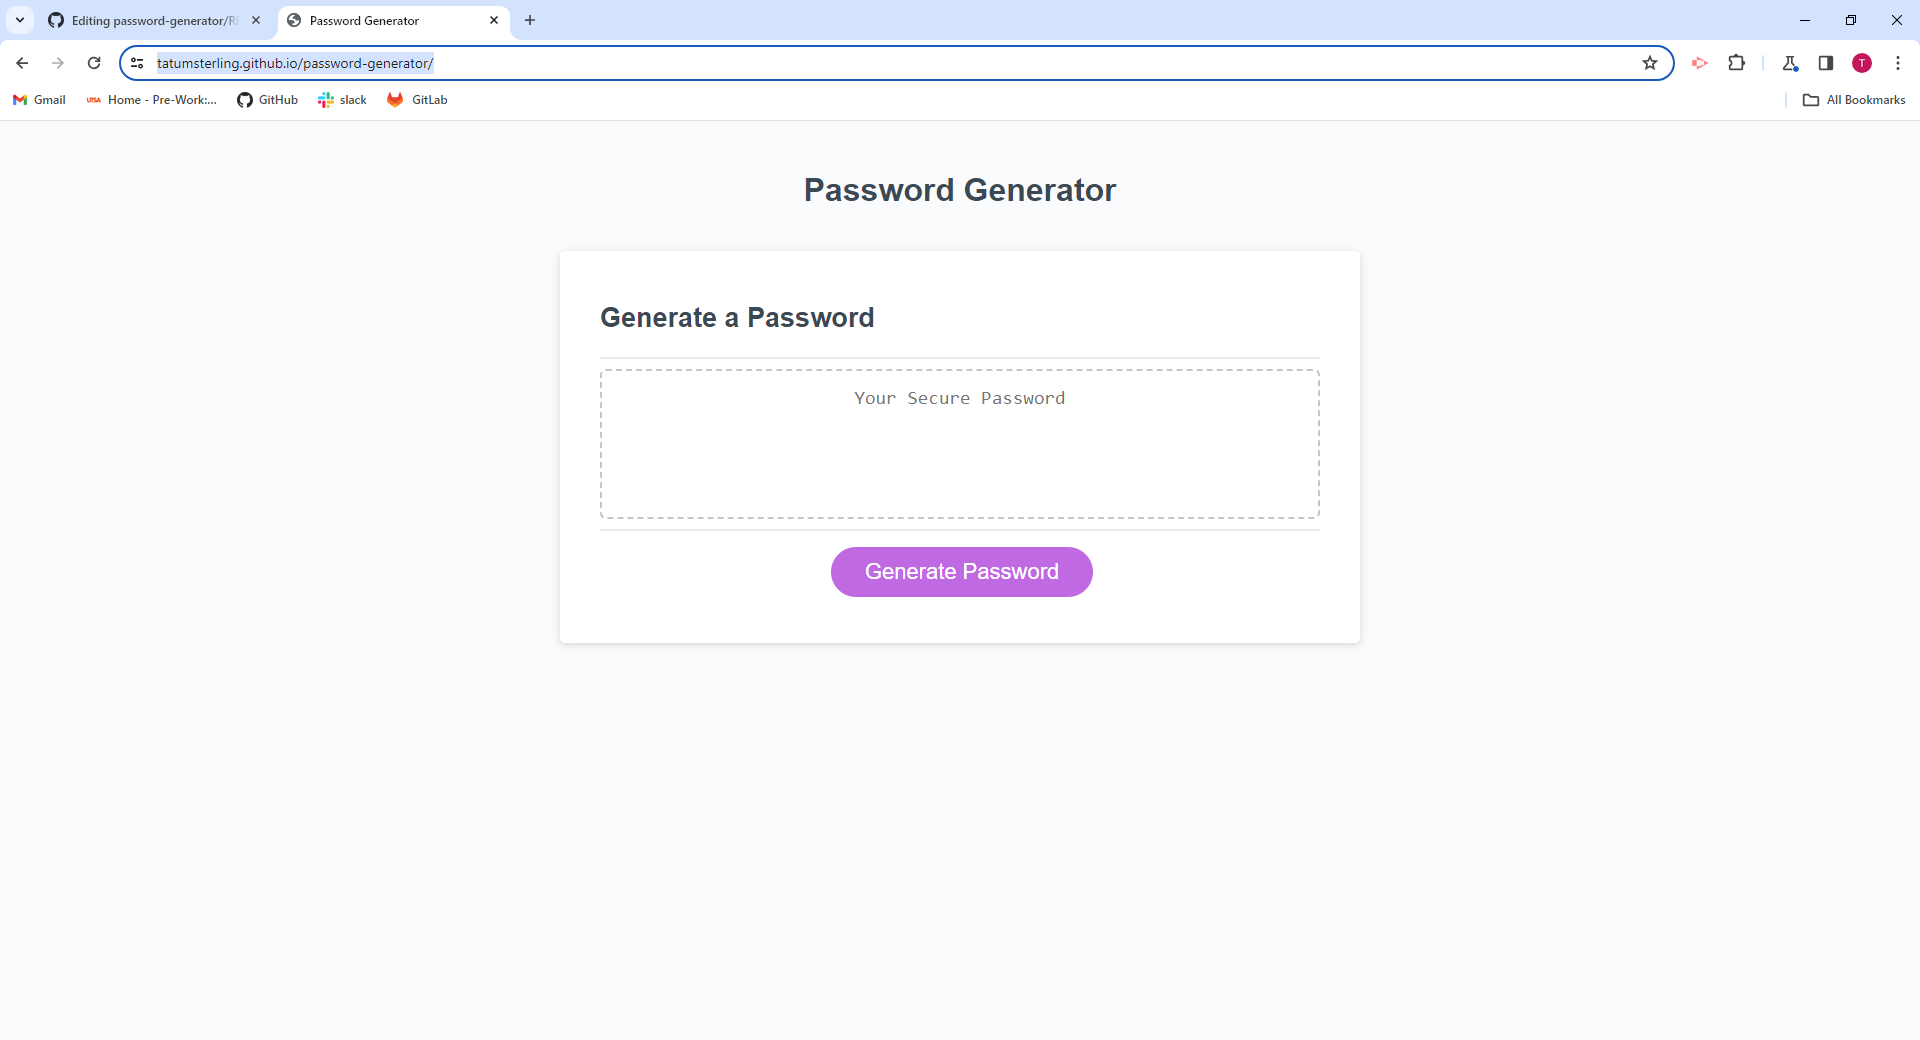 Editing password-generator/R
Password Generator
tatumsterling.github.io/password-generator/
T
Gmail
UTSA Home - Pre-Work:...
GitHub
slack
GitLab
All Bookmarks
Password Generator
Generate a Password
Your Secure Password
Generate Password